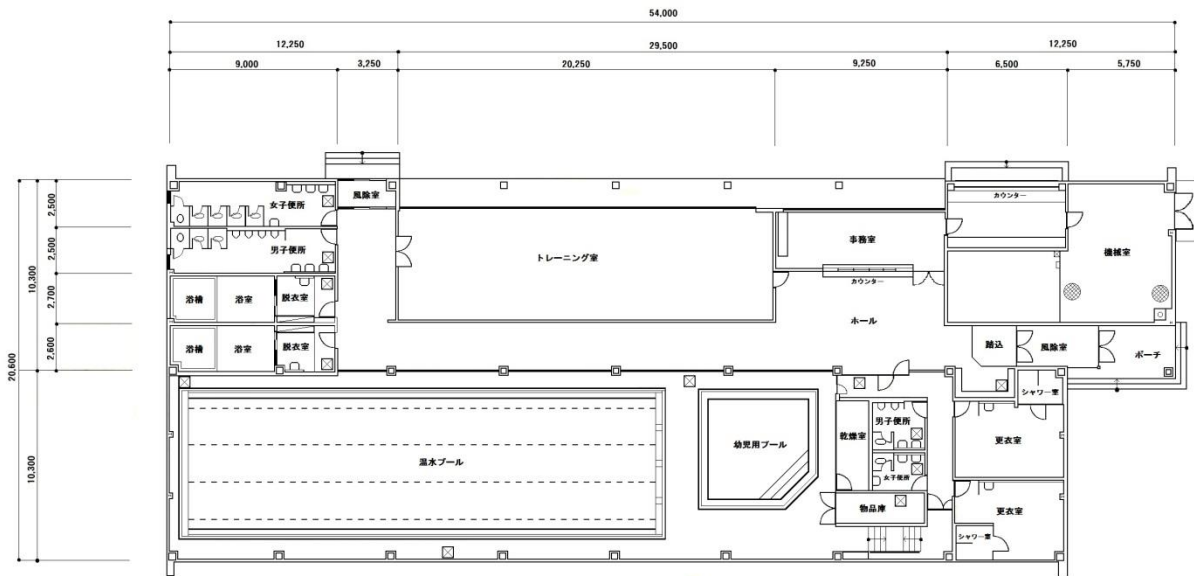 54,000
12,250
29,500
12,250
9,000
3,250
20,250
9,250
6,500
5,750
2,500
2,500
2,700
2,600
10,300
10,300
20,600
女子便所
風除室
男子便所
浴槽
浴室
脱衣室
浴槽
浴室
脱衣室
トレーニング室
事務室
カウンター
カウンター
機械室
ホール
踏込
風除室
ポーチ
シャワー室
更衣室
温水プール
幼児用プール
乾燥室
男子便所
女子便所
物品庫
更衣室
シャワー室